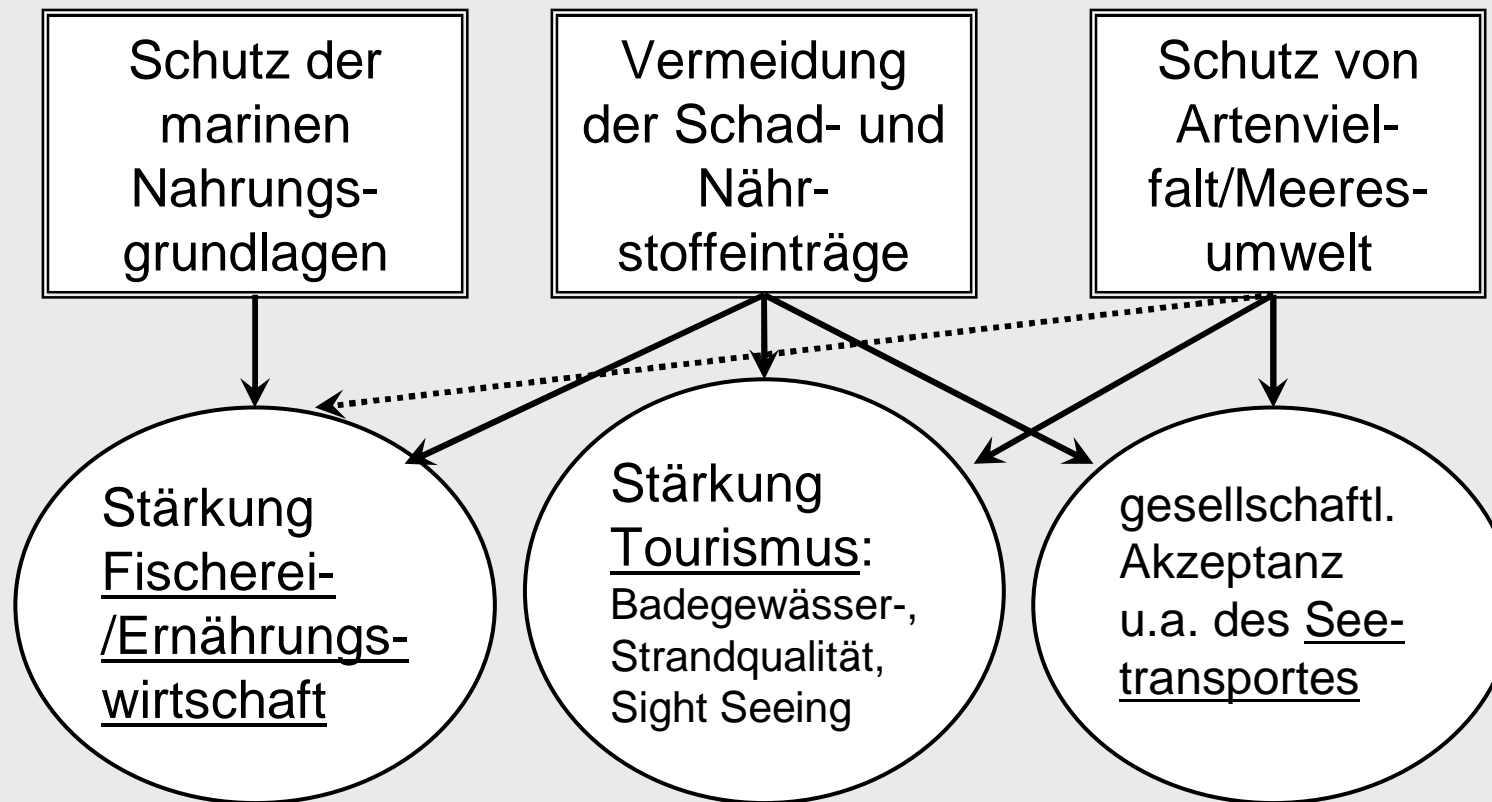 Schutz der
marinen
Nahrungs-
grundlagen
Vermeidung
der Schad- und
Nähr-
stoffeinträge
Schutz von
Artenviel-
falt/Meeres-
umwelt
Stärkung
Fischerei-
/Ernährungs-
wirtschaft
Stärkung
Tourismus:
Badegewässer-,
Strandqualität,
Sight Seeing
gesellschaftl.
Akzeptanz
u.a. des See-
transportes